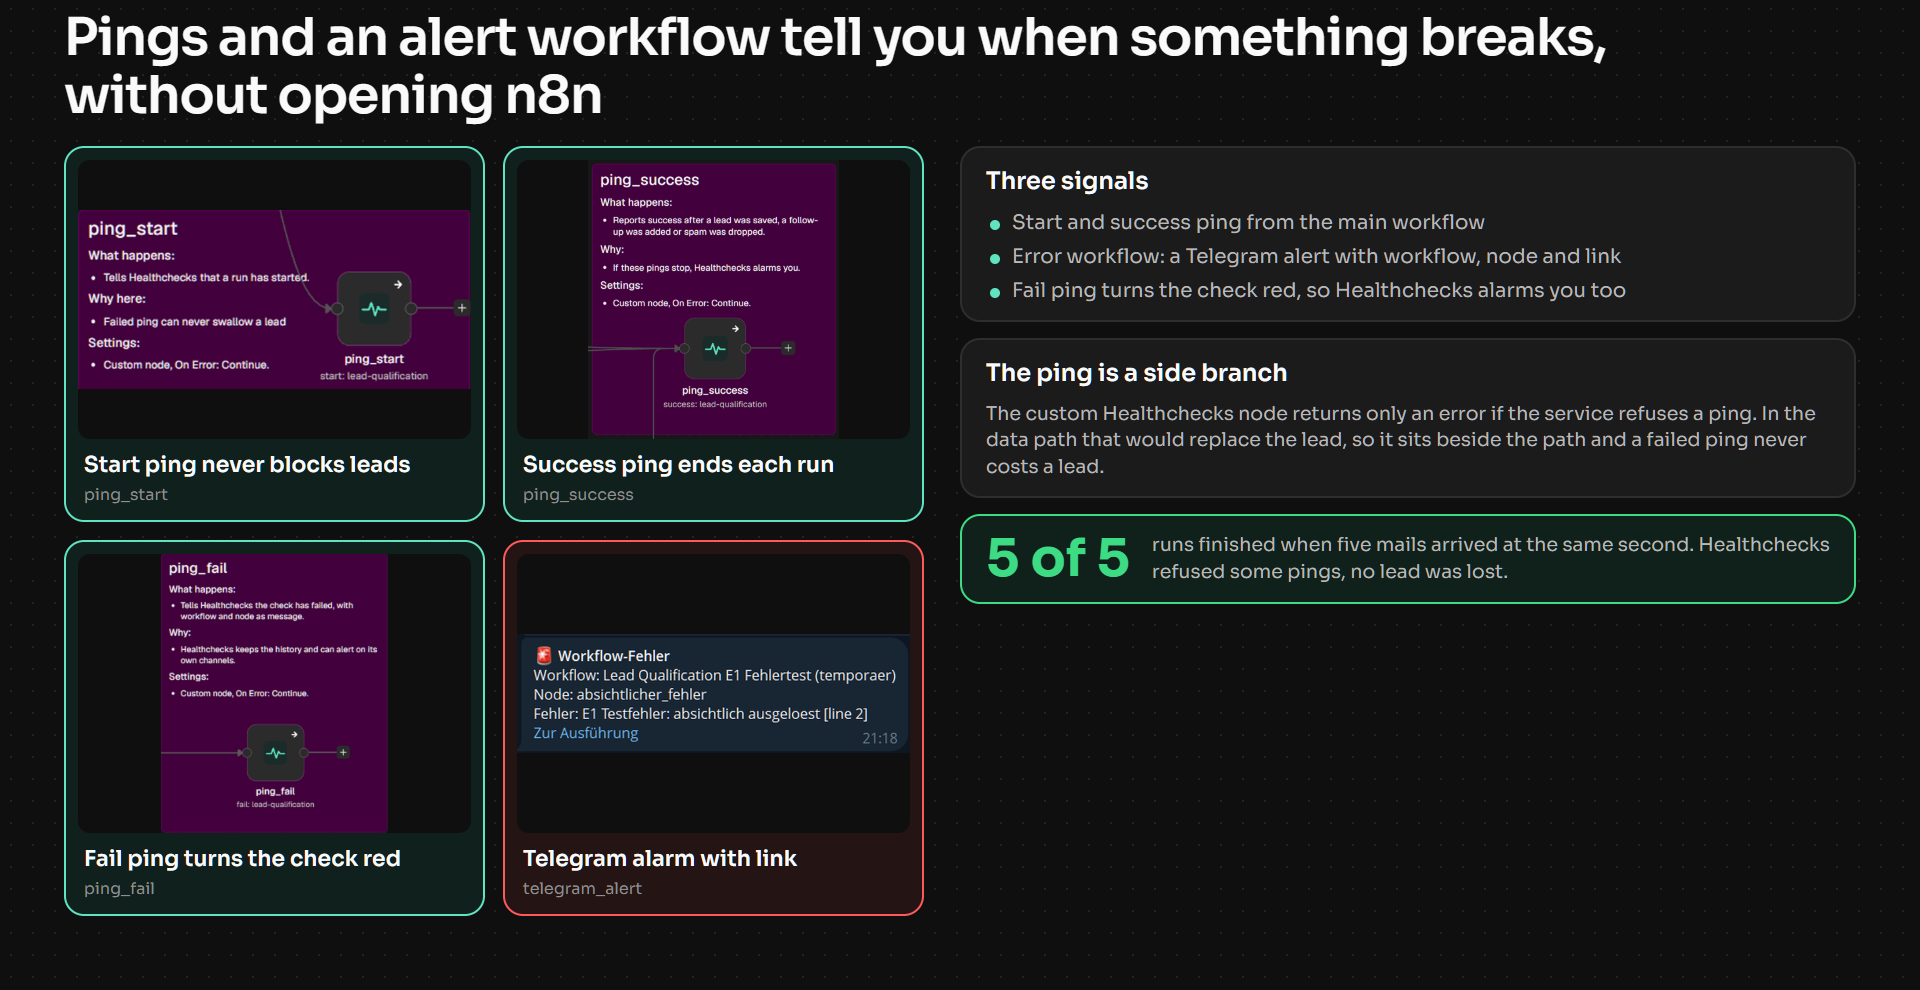 Pings and an alert workflow tell you when something breaks,
without opening n8n
ping_start
What happens:
• Tells Healthchecks that a run has started.
Why here:
• Failed ping can never swallow a lead
Settings:
• Custom node, On Error: Continue.
ping_start
start: lead-qualification
Start ping never blocks leads
ping_start
ping_success
What happens:
• Reports success after a lead was saved, a follow-
up was added or spam was dropped.
Why:
• If these pings stop, Healthchecks alarms you.
Settings:
• Custom node, On Error: Continue.
ping_success
success: lead-qualification
Success ping ends each run
ping_success
ping_fail
What happens:
• Tells Healthchecks the check has failed, with
workflow and node as message.
Why:
• Healthchecks keeps the history and can alert on its
own channels.
Settings:
• Custom node, On Error: Continue.
ping_fail
fail: lead-qualification
Fail ping turns the check red
ping_fail
🚨 Workflow-Fehler
Workflow: Lead Qualification E1 Fehlertest (temporaer)
Node: absichtlicher_fehler
Fehler: E1 Testfehler: absichtlich ausgeloest [line 2]
Zur Ausführung
21:18
Telegram alarm with link
telegram_alert
Three signals
• Start and success ping from the main workflow
• Error workflow: a Telegram alert with workflow, node and link
• Fail ping turns the check red, so Healthchecks alarms you too
The ping is a side branch
The custom Healthchecks node returns only an error if the service refuses a ping. In the
data path that would replace the lead, so it sits beside the path and a failed ping never
costs a lead.
5 of 5
runs finished when five mails arrived at the same second. Healthchecks
refused some pings, no lead was lost.